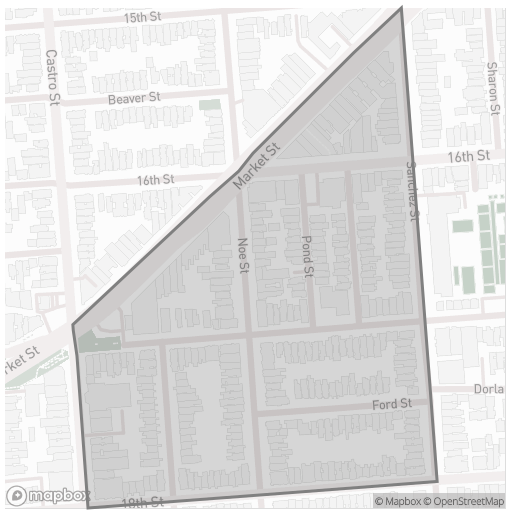 15th St
Castro St
Beaver St
Sharon St
Market St
16th St
16th St
Sanchez St
Noe St
Pond St
rket St
Ford St
Dorla
18th St
mapbox
© Mapbox © OpenStreetMap